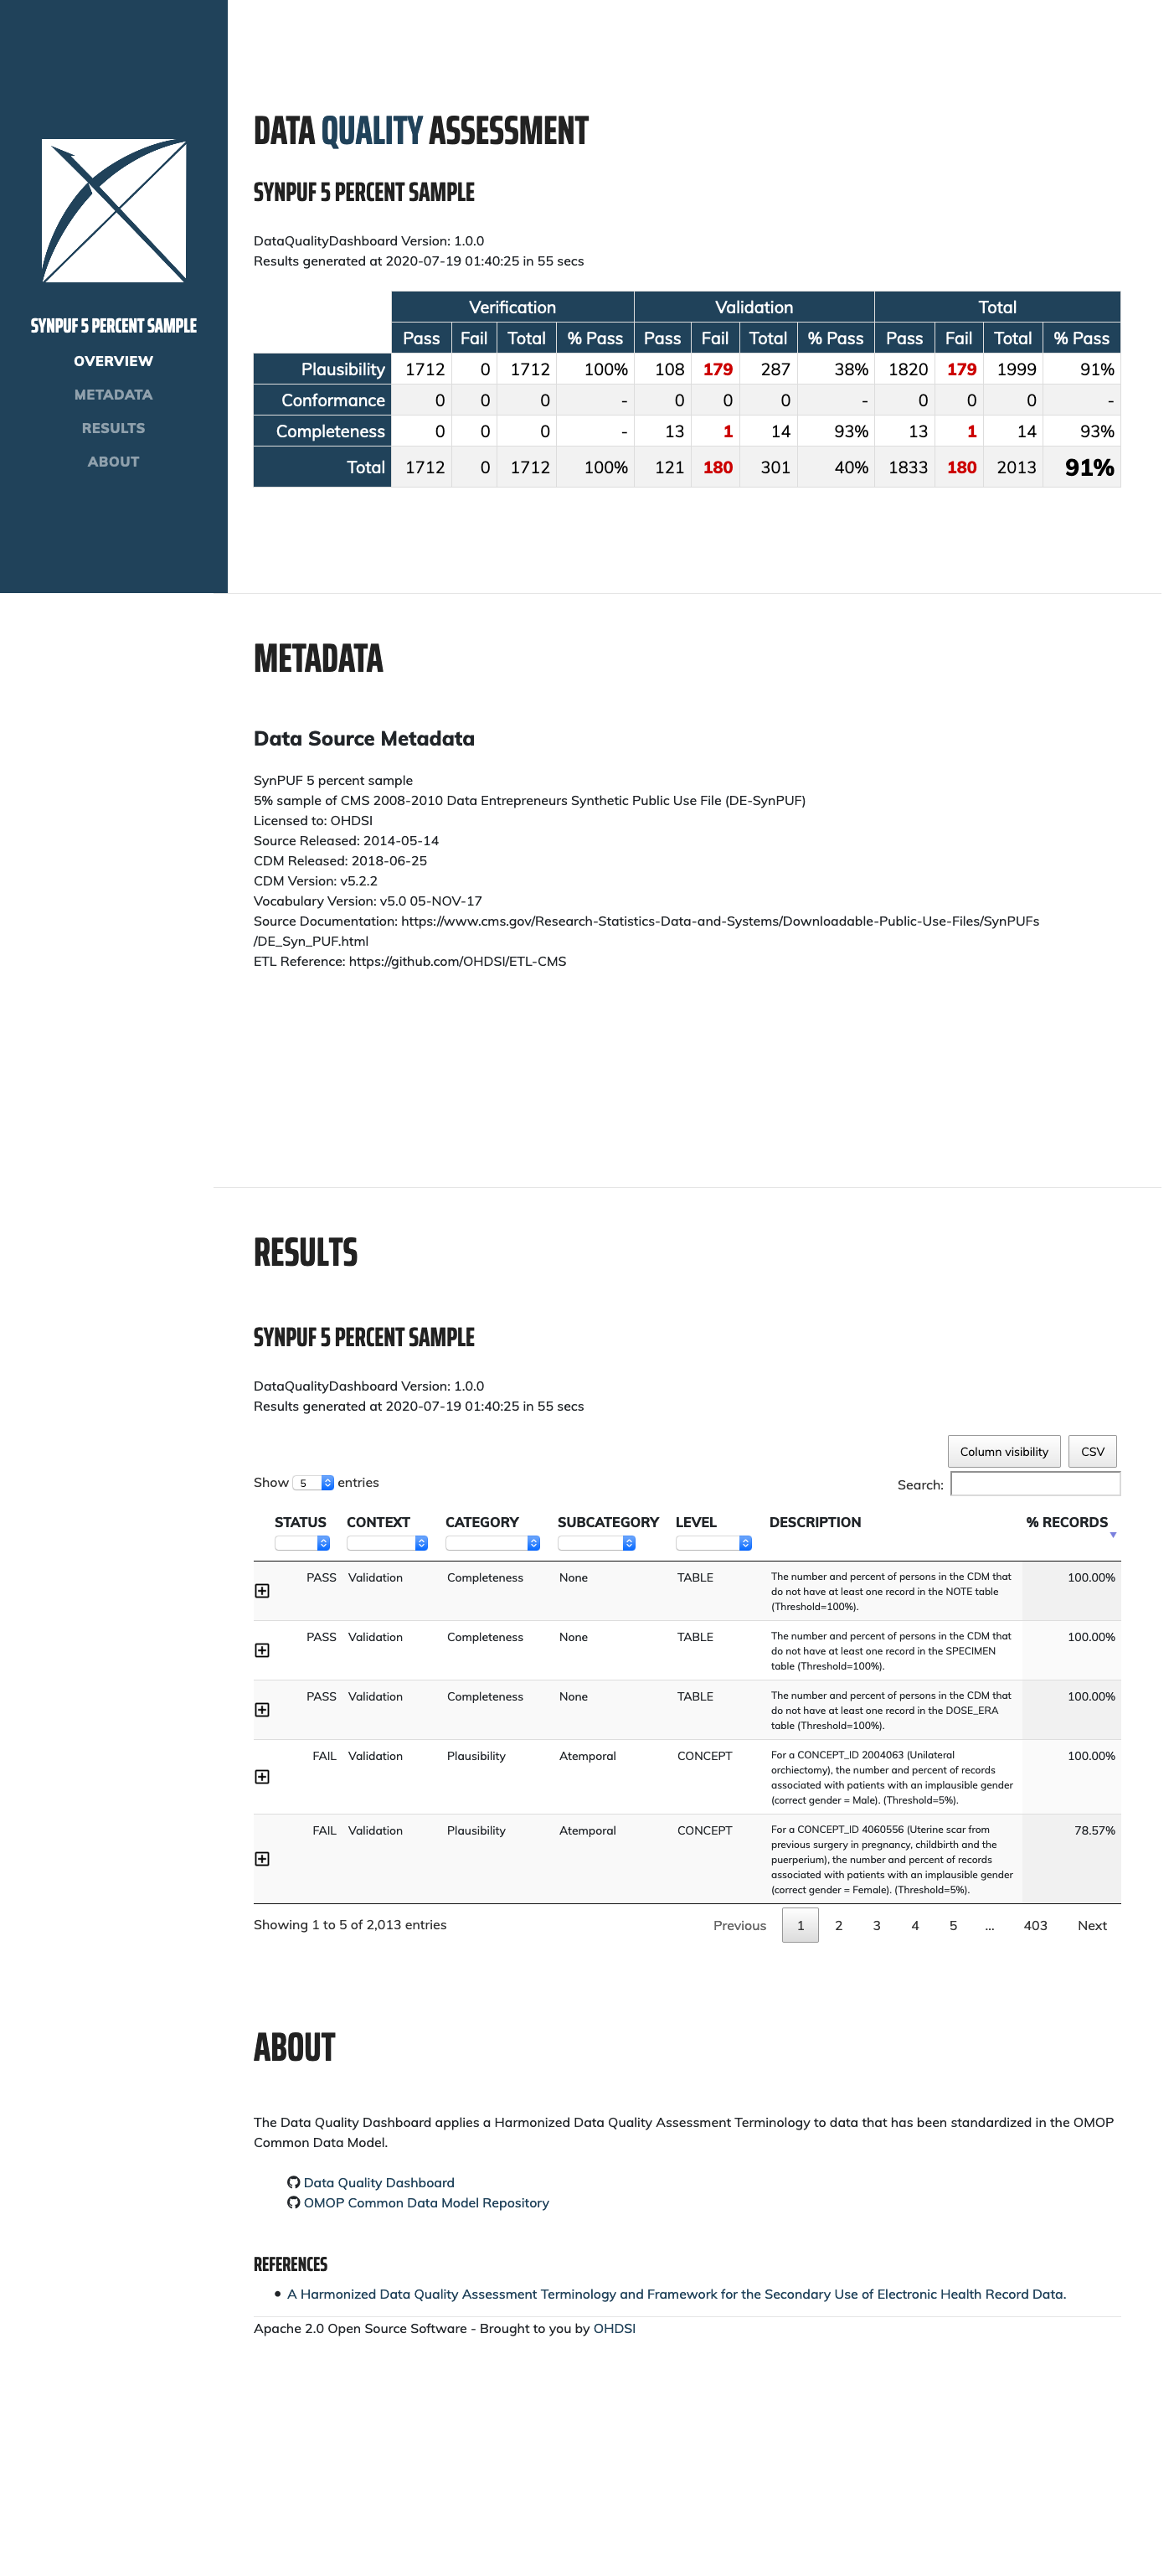 SYNPUF 5 PERCENT SAMPLE
OVERVIEW
METADATA
RESULTS
ABOUT
DATA QUALITY ASSESSMENT
SYNPUF 5 PERCENT SAMPLE
DataQualityDashboard Version: 1.0.0
Results generated at 2020-07-19 01:40:25 in 55 secs
Verification Validation Total
Pass Fail Total % Pass Pass Fail Total % Pass Pass Fail Total % Pass
Plausibility 1712 0 1712 100% 108 179 287 38% 1820 179 1999 91%
Conformance 0 0 0 - 0 0 0 - 0 0 0 -
Completeness 0 0 0 - 13 1 14 93% 13 1 14 93%
Total 1712 0 1712 100% 121 180 301 40% 1833 180 2013 91%
METADATA
Data Source Metadata
SynPUF 5 percent sample
5% sample of CMS 2008-2010 Data Entrepreneurs Synthetic Public Use File (DE-SynPUF)
Licensed to: OHDSI
Source Released: 2014-05-14
CDM Released: 2018-06-25
CDM Version: v5.2.2
Vocabulary Version: v5.0 05-NOV-17
Source Documentation: https://www.cms.gov/Research-Statistics-Data-and-Systems/Downloadable-Public-Use-Files/SynPUFs
/DE_Syn_PUF.html
ETL Reference: https://github.com/OHDSI/ETL-CMS
RESULTS
SYNPUF 5 PERCENT SAMPLE
DataQualityDashboard Version: 1.0.0
Results generated at 2020-07-19 01:40:25 in 55 secs
Column visibility CSV
Show 5 entries Search:
STATUS CONTEXT CATEGORY SUBCATEGORY LEVEL DESCRIPTION % RECORDS
PASS Validation Completeness None TABLE The number and percent of persons in the CDM that 100.00%
do not have at least one record in the NOTE table
(Threshold=100%).
PASS Validation Completeness None TABLE The number and percent of persons in the CDM that 100.00%
do not have at least one record in the SPECIMEN
table (Threshold=100%).
PASS Validation Completeness None TABLE The number and percent of persons in the CDM that 100.00%
do not have at least one record in the DOSE_ERA
table (Threshold=100%).
FAIL Validation Plausibility Atemporal CONCEPT For a CONCEPT_ID 2004063 (Unilateral 100.00%
orchiectomy), the number and percent of records
associated with patients with an implausible gender
(correct gender = Male). (Threshold=5%).
FAIL Validation Plausibility Atemporal CONCEPT For a CONCEPT_ID 4060556 (Uterine scar from 78.57%
previous surgery in pregnancy, childbirth and the
puerperium), the number and percent of records
associated with patients with an implausible gender
(correct gender = Female). (Threshold=5%).
Showing 1 to 5 of 2,013 entries Previous 1 2 3 4 5 … 403 Next
ABOUT
The Data Quality Dashboard applies a Harmonized Data Quality Assessment Terminology to data that has been standardized in the OMOP
Common Data Model.
Data Quality Dashboard
OMOP Common Data Model Repository
REFERENCES
• A Harmonized Data Quality Assessment Terminology and Framework for the Secondary Use of Electronic Health Record Data.
Apache 2.0 Open Source Software - Brought to you by OHDSI